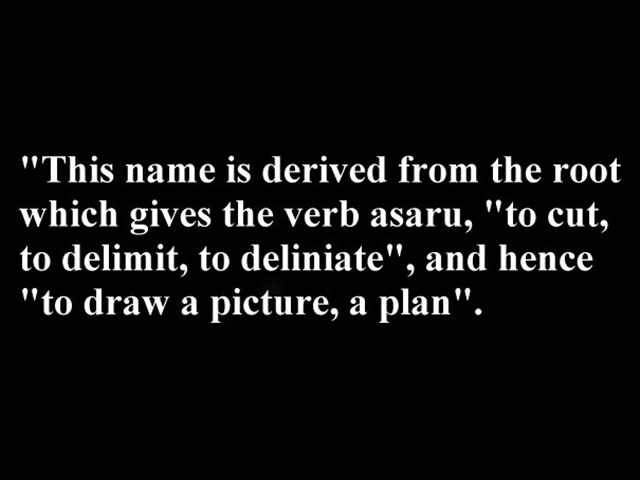 "This name is derived from the root
which gives the verb asaru, "to cut,
to delimit, to deliniate", and hence
"to draw a picture, a plan".